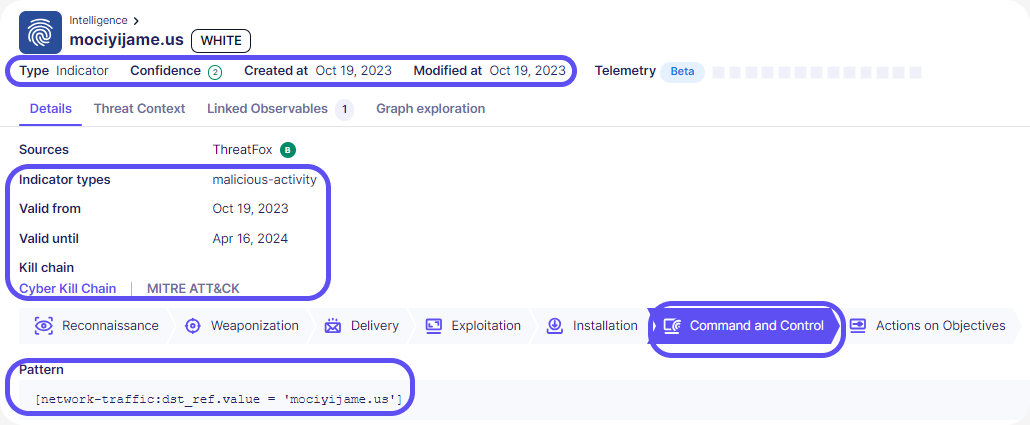 Intelligence
mociyijame.us WHITE
Type Indicator Confidence 2 Created at Oct 19, 2023 Modified at Oct 19, 2023 Telemetry Beta
Details Threat Context Linked Observables 1 Graph exploration
Sources ThreatFox B
Indicator types malicious-activity
Valid from Oct 19, 2023
Valid until Apr 16, 2024
Kill chain
Cyber Kill Chain | MITRE ATT&CK
Reconnaissance Weaponization Delivery Exploitation Installation Command and Control Actions on Objectives
Pattern
[network-traffic:dst_ref.value = 'mociyijame.us']